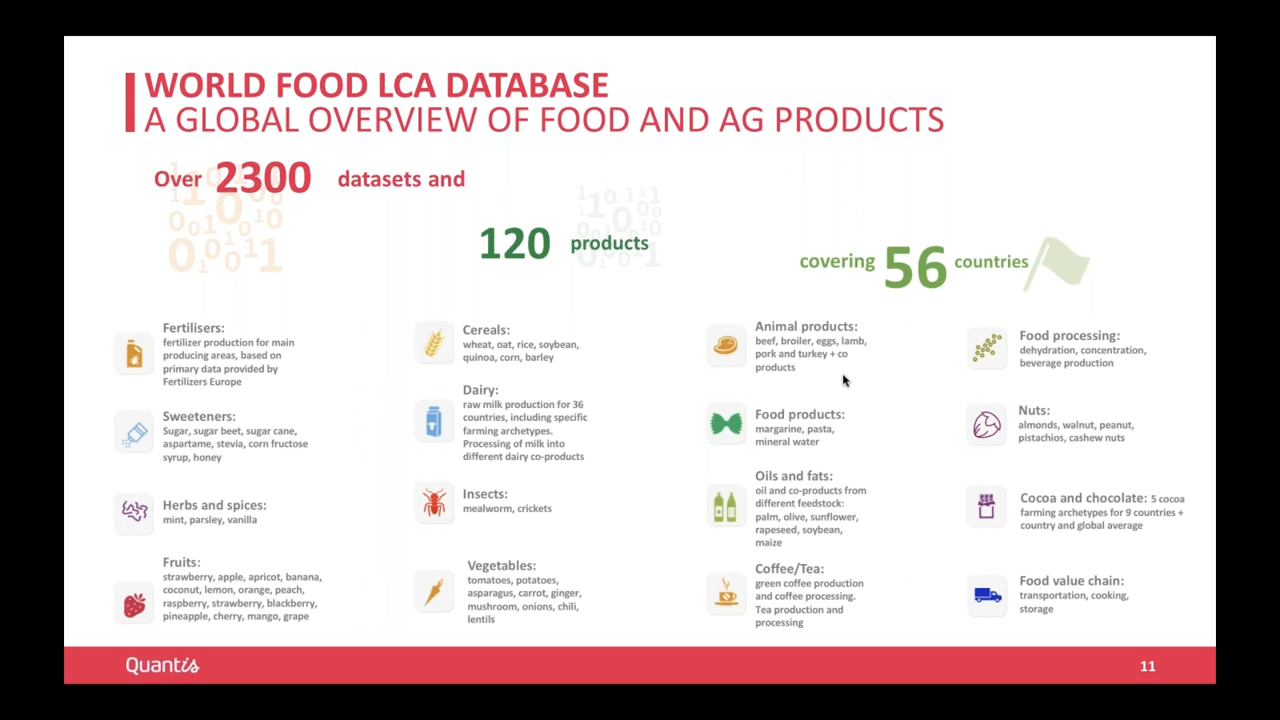 WORLD FOOD LCA DATABASE
A GLOBAL OVERVIEW OF FOOD AND AG PRODUCTS
Over 2300 datasets and
120 products
covering 56 countries
Fertilisers:
fertilizer production for main
producing areas, based on
primary data provided by
Fertilizers Europe
Sweeteners:
Sugar, sugar beet, sugar cane,
aspartame, stevia, corn fructose
syrup, honey
Herbs and spices:
mint, parsley, vanilla
Fruits:
strawberry, apple, apricot, banana,
coconut, lemon, orange, peach,
raspberry, strawberry, blackberry,
pineapple, cherry, mango, grape
Cereals:
wheat, oat, rice, soybean,
quinoa, corn, barley
Dairy:
raw milk production for 36
countries, including specific
farming archetypes.
Processing of milk into
different dairy co-products
Insects:
mealworm, crickets
Vegetables:
tomatoes, potatoes,
asparagus, carrot, ginger,
mushroom, onions, chili,
lentils
Animal products:
beef, broiler, eggs, lamb,
pork and turkey + co
products
Food products:
margarine, pasta,
mineral water
Oils and fats:
oil and co-products from
different feedstock:
palm, olive, sunflower,
rapeseed, soybean,
maize
Coffee/Tea:
green coffee production
and coffee processing.
Tea production and
processing
Food processing:
dehydration, concentration,
beverage production
Nuts:
almonds, walnut, peanut,
pistachios, cashew nuts
Cocoa and chocolate: 5 cocoa
farming archetypes for 9 countries +
country and global average
Food value chain:
transportation, cooking,
storage
Quantis
11